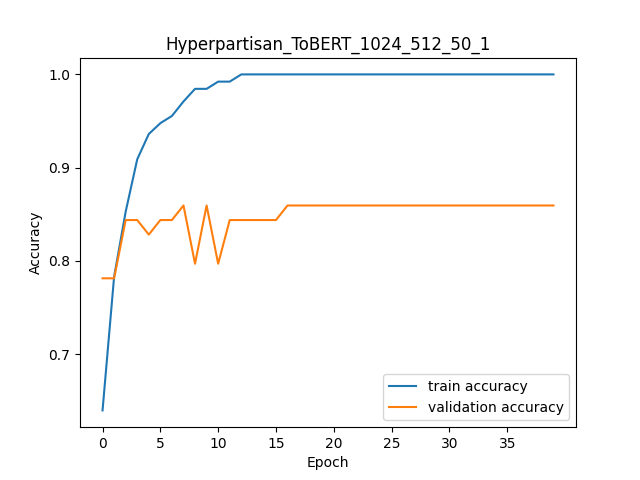 Hyperpartisan_ToBERT_1024_512_50_1
1.0
0.9
0.8
0.7
Accuracy
train accuracy
validation accuracy
0 5 10 15 20 25 30 35
Epoch